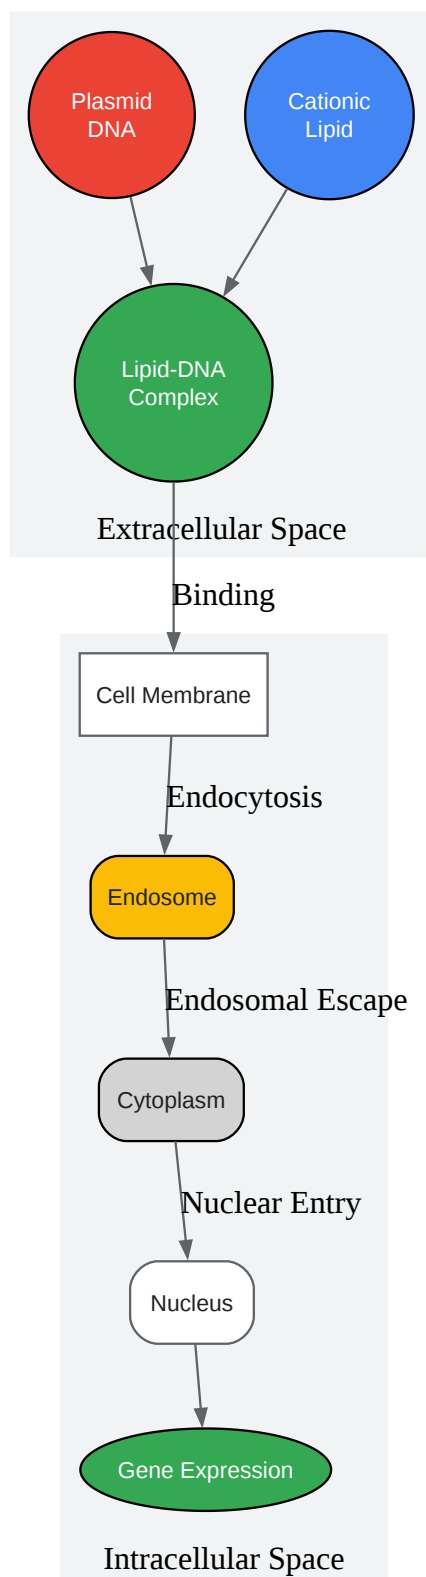 Plasmid
DNA
Cationic
Lipid
Lipid-DNA
Complex
Extracellular Space
Binding
Cell Membrane
Endocytosis
Endosome
Endosomal Escape
Cytoplasm
Nuclear Entry
Nucleus
Gene Expression
Intracellular Space